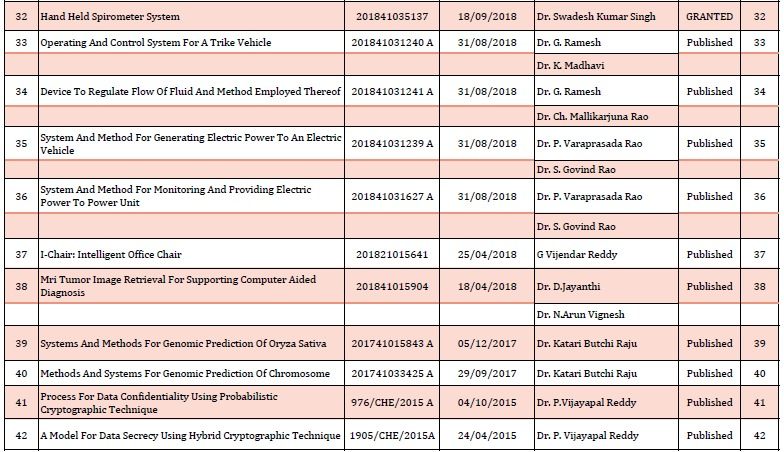 32 Hand Held Spirometer System 201841035137 18/09/2018 Dr. Swadesh Kumar Singh GRANTED 32
33 Operating And Control System For A Trike Vehicle 201841031240 A 31/08/2018 Dr. G. Ramesh Published 33
Dr. K. Madhavi
34 Device To Regulate Flow Of Fluid And Method Employed Thereof 201841031241 A 31/08/2018 Dr. G. Ramesh Published 34
Dr. Ch. Mallikarjuna Rao
35 System And Method For Generating Electric Power To An Electric
Vehicle 201841031239 A 31/08/2018 Dr. P. Varaprasada Rao Published 35
Dr. S. Govind Rao
36 System And Method For Monitoring And Providing Electric
Power To Power Unit 201841031627 A 31/08/2018 Dr. P. Varaprasada Rao Published 36
Dr. S. Govind Rao
37 I-Chair: Intelligent Office Chair 201821015641 25/04/2018 G Vijendar Reddy Published 37
38 Mri Tumor Image Retrieval For Supporting Computer Aided
Diagnosis 201841015904 18/04/2018 Dr. D.Jayanthi Published 38
Dr. N.Arun Vignesh
39 Systems And Methods For Genomic Prediction Of Oryza Sativa 201741015843 A 05/12/2017 Dr. Katari Butchi Raju Published 39
40 Methods And Systems For Genomic Prediction Of Chromosome 201741033425 A 29/09/2017 Dr. Katari Butchi Raju Published 40
41 Process For Data Confidentiality Using Probabilistic
Cryptographic Technique 976/CHE/2015 A 04/10/2015 Dr. P.Vijayapal Reddy Published 41
42 A Model For Data Secrecy Using Hybrid Cryptographic Technique 1905/CHE/2015A 24/04/2015 Dr. P. Vijayapal Reddy Published 42